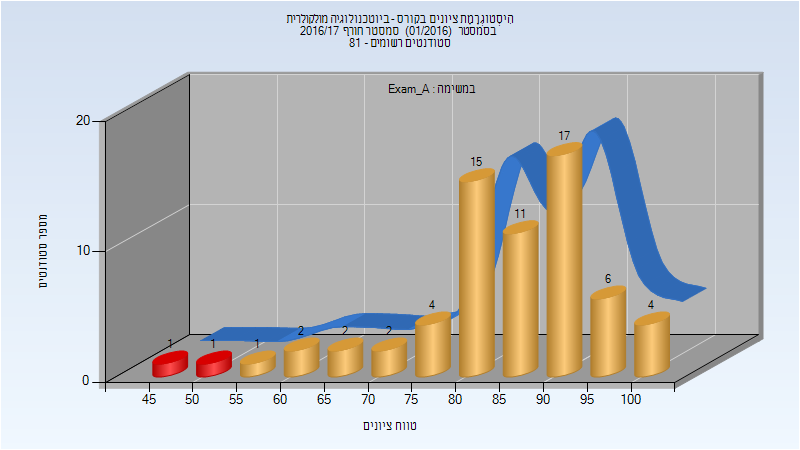 היסטוגרמת ציונים בקורס - ביוטכנולוגיה מולקולרית
בסמסטר (01/2016) סמסטר חורף 2016/17
סטודנטים רשומים - 81
במשימה : Exam_A
20
10
0
מספר סטודנטים
1 1 1 2 2 2 4 15 11 17 6 4
45 50 55 60 65 70 75 80 85 90 95 100
טווח ציונים